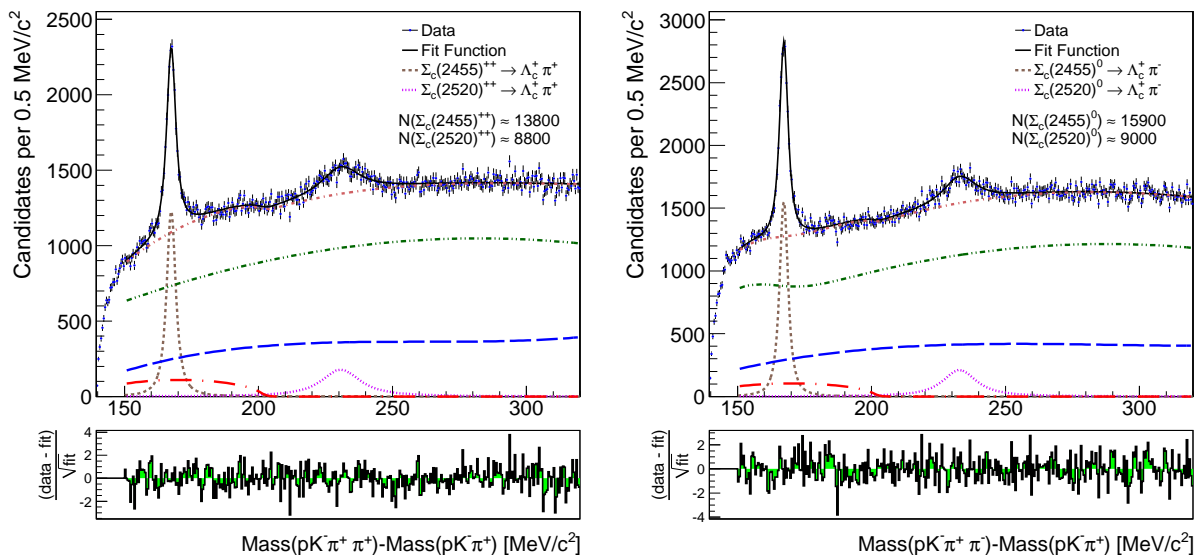 Candidates per 0.5 MeV/c²
2500
2000
1500
1000
500
0
150 200 250 300
Data
Fit Function
Σc(2455)⁺⁺ → Λc⁺ π⁺
Σc(2520)⁺⁺ → Λc⁺ π⁺
N(Σc(2455)⁺⁺) ≈ 13800
N(Σc(2520)⁺⁺) ≈ 8800
(data - fit)
√fit
4
2
0
-2
Mass(pK⁻π⁺ π⁺)-Mass(pK⁻π⁺) [MeV/c²]
Candidates per 0.5 MeV/c²
3000
2500
2000
1500
1000
500
0
150 200 250 300
Data
Fit Function
Σc(2455)⁰ → Λc⁺ π⁻
Σc(2520)⁰ → Λc⁺ π⁻
N(Σc(2455)⁰) ≈ 15900
N(Σc(2520)⁰) ≈ 9000
(data - fit)
√fit
2
0
-2
-4
Mass(pK⁻π⁺ π⁻)-Mass(pK⁻π⁺) [MeV/c²]